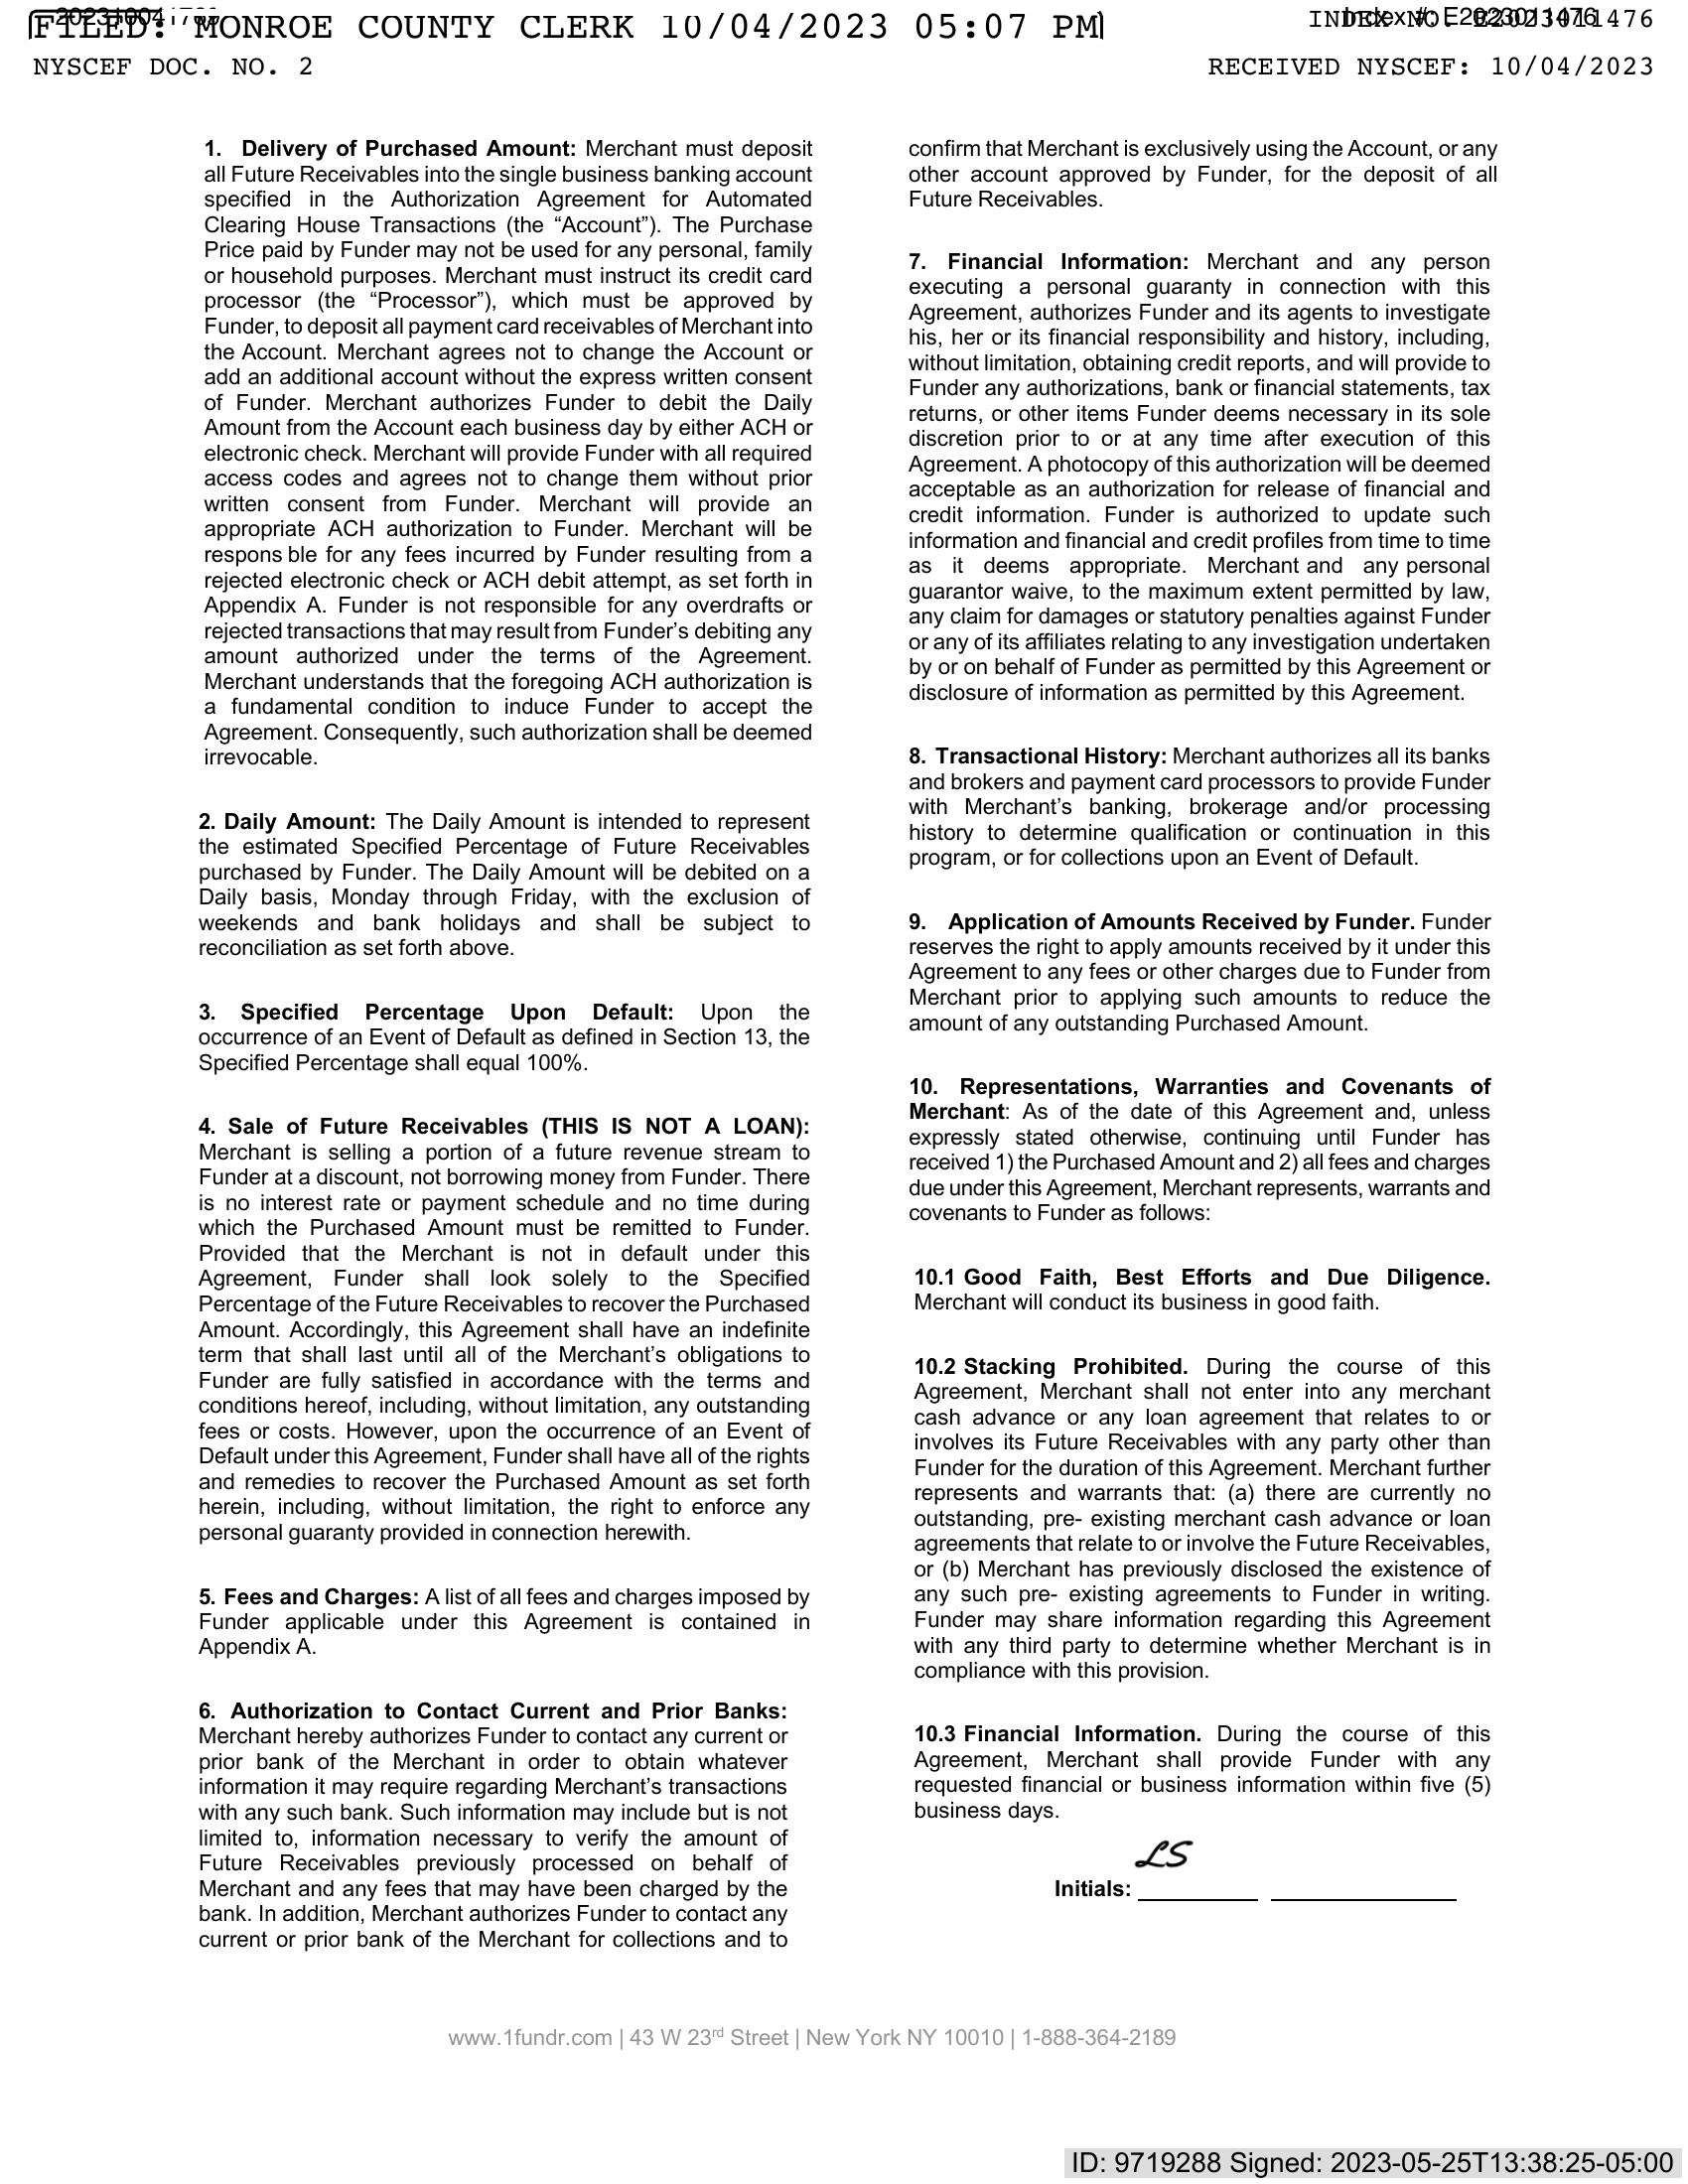 FILED: MONROE COUNTY CLERK 10/04/2023 05:07 PM
INDEX NO. E2023011476
NYSCEF DOC. NO. 2
RECEIVED NYSCEF: 10/04/2023
1. Delivery of Purchased Amount: Merchant must deposit
all Future Receivables into the single business banking account
specified in the Authorization Agreement for Automated
Clearing House Transactions (the “Account”). The Purchase
Price paid by Funder may not be used for any personal, family
or household purposes. Merchant must instruct its credit card
processor (the “Processor”), which must be approved by
Funder, to deposit all payment card receivables of Merchant into
the Account. Merchant agrees not to change the Account or
add an additional account without the express written consent
of Funder. Merchant authorizes Funder to debit the Daily
Amount from the Account each business day by either ACH or
electronic check. Merchant will provide Funder with all required
access codes and agrees not to change them without prior
written consent from Funder. Merchant will provide an
appropriate ACH authorization to Funder. Merchant will be
respons ble for any fees incurred by Funder resulting from a
rejected electronic check or ACH debit attempt, as set forth in
Appendix A. Funder is not responsible for any overdrafts or
rejected transactions that may result from Funder’s debiting any
amount authorized under the terms of the Agreement.
Merchant understands that the foregoing ACH authorization is
a fundamental condition to induce Funder to accept the
Agreement. Consequently, such authorization shall be deemed
irrevocable.
2. Daily Amount: The Daily Amount is intended to represent
the estimated Specified Percentage of Future Receivables
purchased by Funder. The Daily Amount will be debited on a
Daily basis, Monday through Friday, with the exclusion of
weekends and bank holidays and shall be subject to
reconciliation as set forth above.
3. Specified Percentage Upon Default: Upon the
occurrence of an Event of Default as defined in Section 13, the
Specified Percentage shall equal 100%.
4. Sale of Future Receivables (THIS IS NOT A LOAN):
Merchant is selling a portion of a future revenue stream to
Funder at a discount, not borrowing money from Funder. There
is no interest rate or payment schedule and no time during
which the Purchased Amount must be remitted to Funder.
Provided that the Merchant is not in default under this
Agreement, Funder shall look solely to the Specified
Percentage of the Future Receivables to recover the Purchased
Amount. Accordingly, this Agreement shall have an indefinite
term that shall last until all of the Merchant’s obligations to
Funder are fully satisfied in accordance with the terms and
conditions hereof, including, without limitation, any outstanding
fees or costs. However, upon the occurrence of an Event of
Default under this Agreement, Funder shall have all of the rights
and remedies to recover the Purchased Amount as set forth
herein, including, without limitation, the right to enforce any
personal guaranty provided in connection herewith.
5. Fees and Charges: A list of all fees and charges imposed by
Funder applicable under this Agreement is contained in
Appendix A.
6. Authorization to Contact Current and Prior Banks:
Merchant hereby authorizes Funder to contact any current or
prior bank of the Merchant in order to obtain whatever
information it may require regarding Merchant’s transactions
with any such bank. Such information may include but is not
limited to, information necessary to verify the amount of
Future Receivables previously processed on behalf of
Merchant and any fees that may have been charged by the
bank. In addition, Merchant authorizes Funder to contact any
current or prior bank of the Merchant for collections and to
confirm that Merchant is exclusively using the Account, or any
other account approved by Funder, for the deposit of all
Future Receivables.
7. Financial Information: Merchant and any person
executing a personal guaranty in connection with this
Agreement, authorizes Funder and its agents to investigate
his, her or its financial responsibility and history, including,
without limitation, obtaining credit reports, and will provide to
Funder any authorizations, bank or financial statements, tax
returns, or other items Funder deems necessary in its sole
discretion prior to or at any time after execution of this
Agreement. A photocopy of this authorization will be deemed
acceptable as an authorization for release of financial and
credit information. Funder is authorized to update such
information and financial and credit profiles from time to time
as it deems appropriate. Merchant and any personal
guarantor waive, to the maximum extent permitted by law,
any claim for damages or statutory penalties against Funder
or any of its affiliates relating to any investigation undertaken
by or on behalf of Funder as permitted by this Agreement or
disclosure of information as permitted by this Agreement.
8. Transactional History: Merchant authorizes all its banks
and brokers and payment card processors to provide Funder
with Merchant’s banking, brokerage and/or processing
history to determine qualification or continuation in this
program, or for collections upon an Event of Default.
9. Application of Amounts Received by Funder. Funder
reserves the right to apply amounts received by it under this
Agreement to any fees or other charges due to Funder from
Merchant prior to applying such amounts to reduce the
amount of any outstanding Purchased Amount.
10. Representations, Warranties and Covenants of
Merchant: As of the date of this Agreement and, unless
expressly stated otherwise, continuing until Funder has
received 1) the Purchased Amount and 2) all fees and charges
due under this Agreement, Merchant represents, warrants and
covenants to Funder as follows:
10.1 Good Faith, Best Efforts and Due Diligence.
Merchant will conduct its business in good faith.
10.2 Stacking Prohibited. During the course of this
Agreement, Merchant shall not enter into any merchant
cash advance or any loan agreement that relates to or
involves its Future Receivables with any party other than
Funder for the duration of this Agreement. Merchant further
represents and warrants that: (a) there are currently no
outstanding, pre- existing merchant cash advance or loan
agreements that relate to or involve the Future Receivables,
or (b) Merchant has previously disclosed the existence of
any such pre- existing agreements to Funder in writing.
Funder may share information regarding this Agreement
with any third party to determine whether Merchant is in
compliance with this provision.
10.3 Financial Information. During the course of this
Agreement, Merchant shall provide Funder with any
requested financial or business information within five (5)
business days.
LS
Initials:
www.1fundr.com | 43 W 23rd Street | New York NY 10010 | 1-888-364-2189
ID: 9719288 Signed: 2023-05-25T13:38:25-05:00